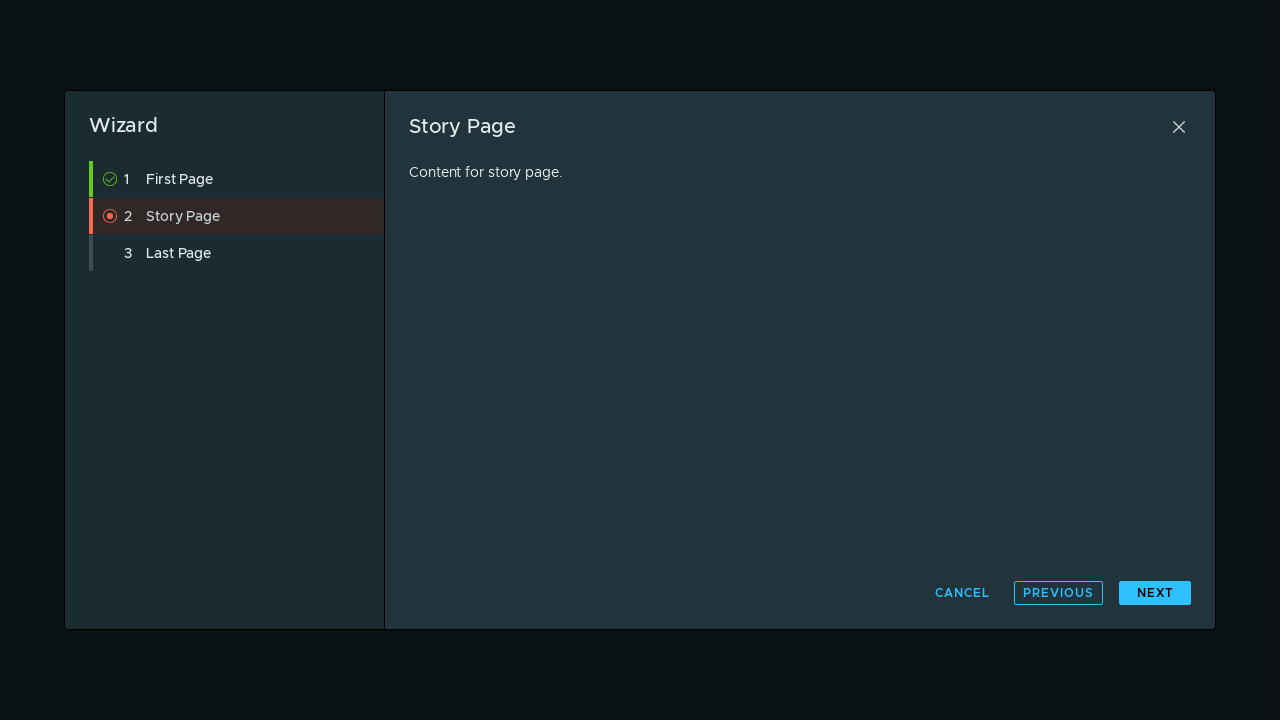 Wizard
1 First Page
2 Story Page
3 Last Page
Story Page
Content for story page.
CANCEL PREVIOUS NEXT